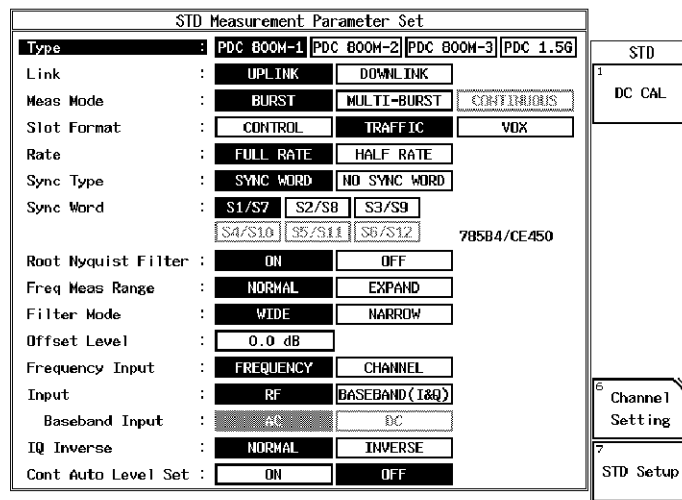 STD Measurement Parameter Set
Type : PDC 800M-1 PDC 800M-2 PDC 800M-3 PDC 1.5G
Link : UPLINK DOWNLINK
Meas Mode : BURST MULTI-BURST CONTINUOUS
Slot Format : CONTROL TRAFFIC VOX
Rate : FULL RATE HALF RATE
Sync Type : SYNC WORD NO SYNC WORD
Sync Word : S1/S7 S2/S8 S3/S9
S4/S10 S5/S11 S6/S12 785B4/CE450
Root Nyquist Filter : ON OFF
Freq Meas Range : NORMAL EXPAND
Filter Mode : WIDE NARROW
Offset Level : 0.0 dB
Frequency Input : FREQUENCY CHANNEL
Input : RF BASEBAND(I&Q)
Baseband Input : AC DC
IQ Inverse : NORMAL INVERSE
Cont Auto Level Set : ON OFF
STD
1
DC CAL
6
Channel
Setting
7
STD Setup